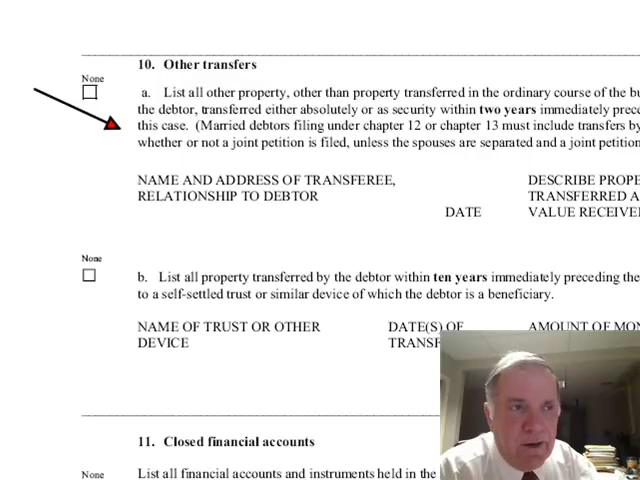 10. Other transfers
None
a. List all other property, other than property transferred in the ordinary course of the
the debtor, transferred either absolutely or as security within two years immediately
this case. (Married debtors filing under chapter 12 or chapter 13 must include transfers by
whether or not a joint petition is filed, unless the spouses are separated and a joint petition
NAME AND ADDRESS OF TRANSFEREE,
RELATIONSHIP TO DEBTOR
DATE
DESCRIBE
TRANSFERRED
VALUE
None
b. List all property transferred by the debtor within ten years immediately preceding the
to a self-settled trust or similar device of which the debtor is a beneficiary.
NAME OF TRUST OR OTHER
DEVICE
DATE(S) OF
AMOUNT OF
11. Closed financial accounts
None
List all financial accounts and instruments held in the